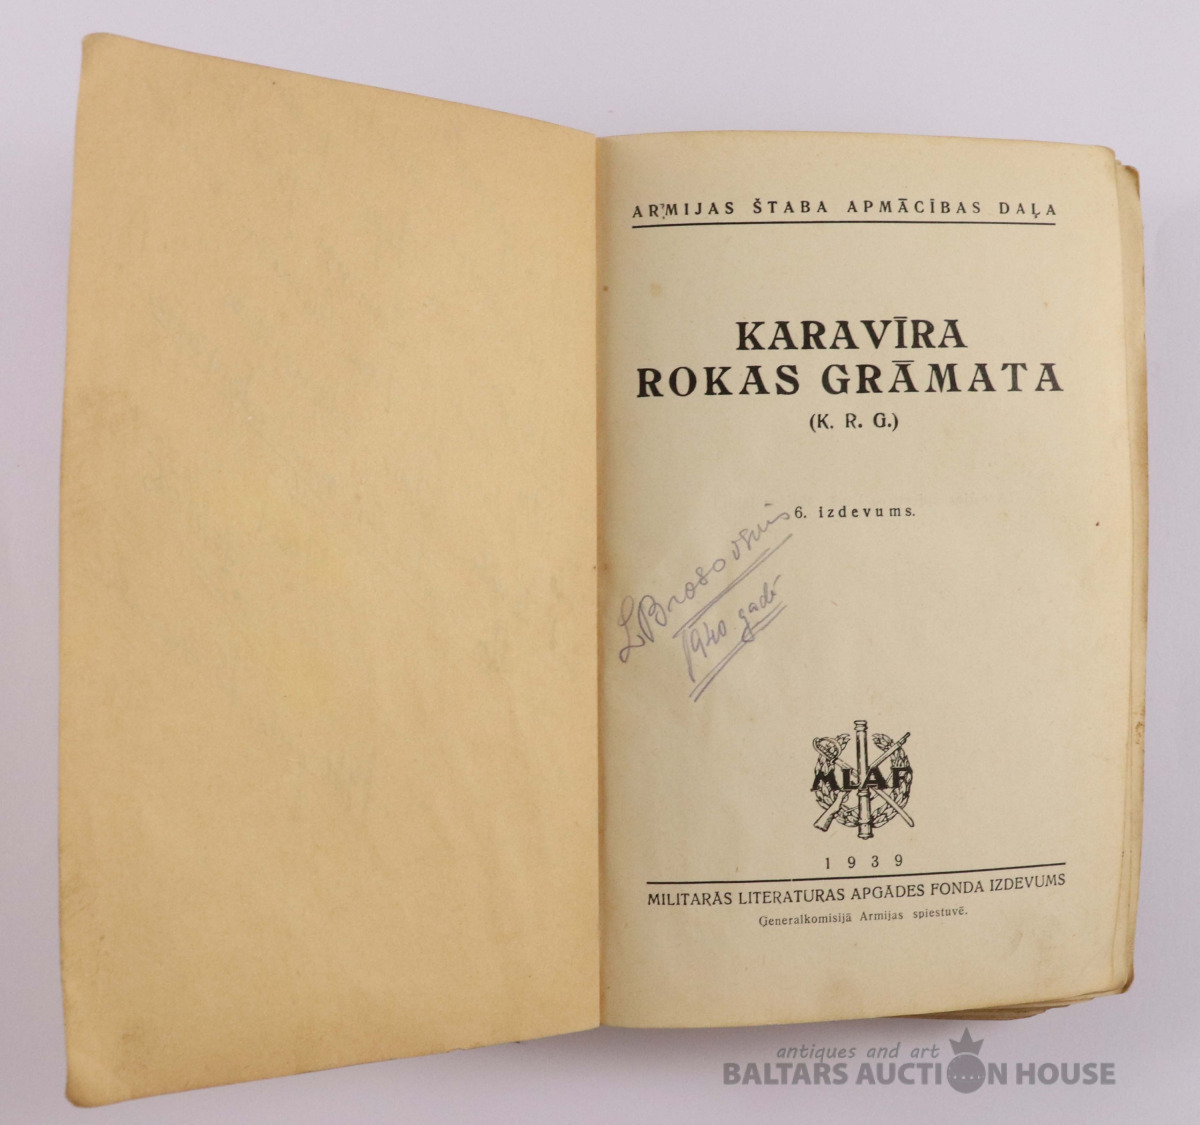 ARMIJAS ŠTABA APMĀCĪBAS DAĻA
KARAVĪRA
ROKAS GRĀMATA
(K. R. G.)
6. izdevums.
1940 gadā
MLAF
1939
MILITARĀS LITERATURAS APGĀDES FONDA IZDEVUMS
Ģeneralkomisijā Armijas spiestuvē.
antiques and art
BALTARS AUCTION HOUSE